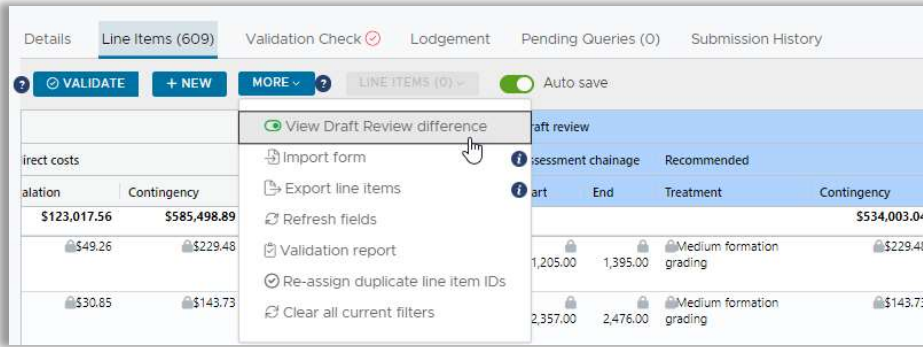 Details Line Items (609) Validation Check Lodgement Pending Queries (0) Submission History
? VALIDATE + NEW MORE ? LINE ITEMS (0) Auto save
View Draft Review difference
Import form
Export line items
Refresh fields
Validation report
Re-assign duplicate line item IDs
Clear all current filters
raft review
irect costs ssessment chainage Recommended
alation Contingency art End Treatment Contingency
$123,017.56 $585,498.89 $534,003.04
$49.26 $229.48 1,205.00 1,395.00 Medium formation grading $229.48
$30.85 $143.73 2,357.00 2,476.00 Medium formation grading $143.73